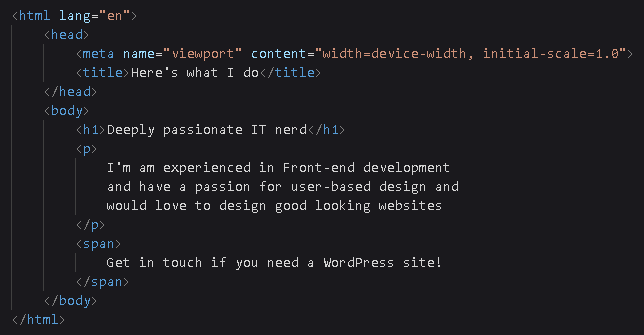 <html lang="en">
<head>
<meta name="viewport" content="width=device-width, initial-scale=1.0">
<title>Here's what I do</title>
</head>
<body>
<h1>Deeply passionate IT nerd</h1>
<p>
I'm am experienced in Front-end development
and have a passion for user-based design and
would love to design good looking websites
</p>
<span>
Get in touch if you need a WordPress site!
</span>
</body>
</html>